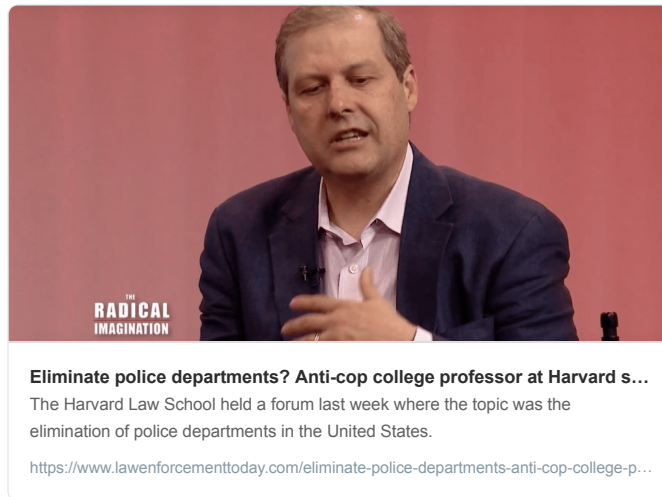 THE
RADICAL
IMAGINATION
Eliminate police departments? Anti-cop college professor at Harvard s…
The Harvard Law School held a forum last week where the topic was the
elimination of police departments in the United States.
https://www.lawenforcementtoday.com/eliminate-police-departments-anti-cop-college-p…